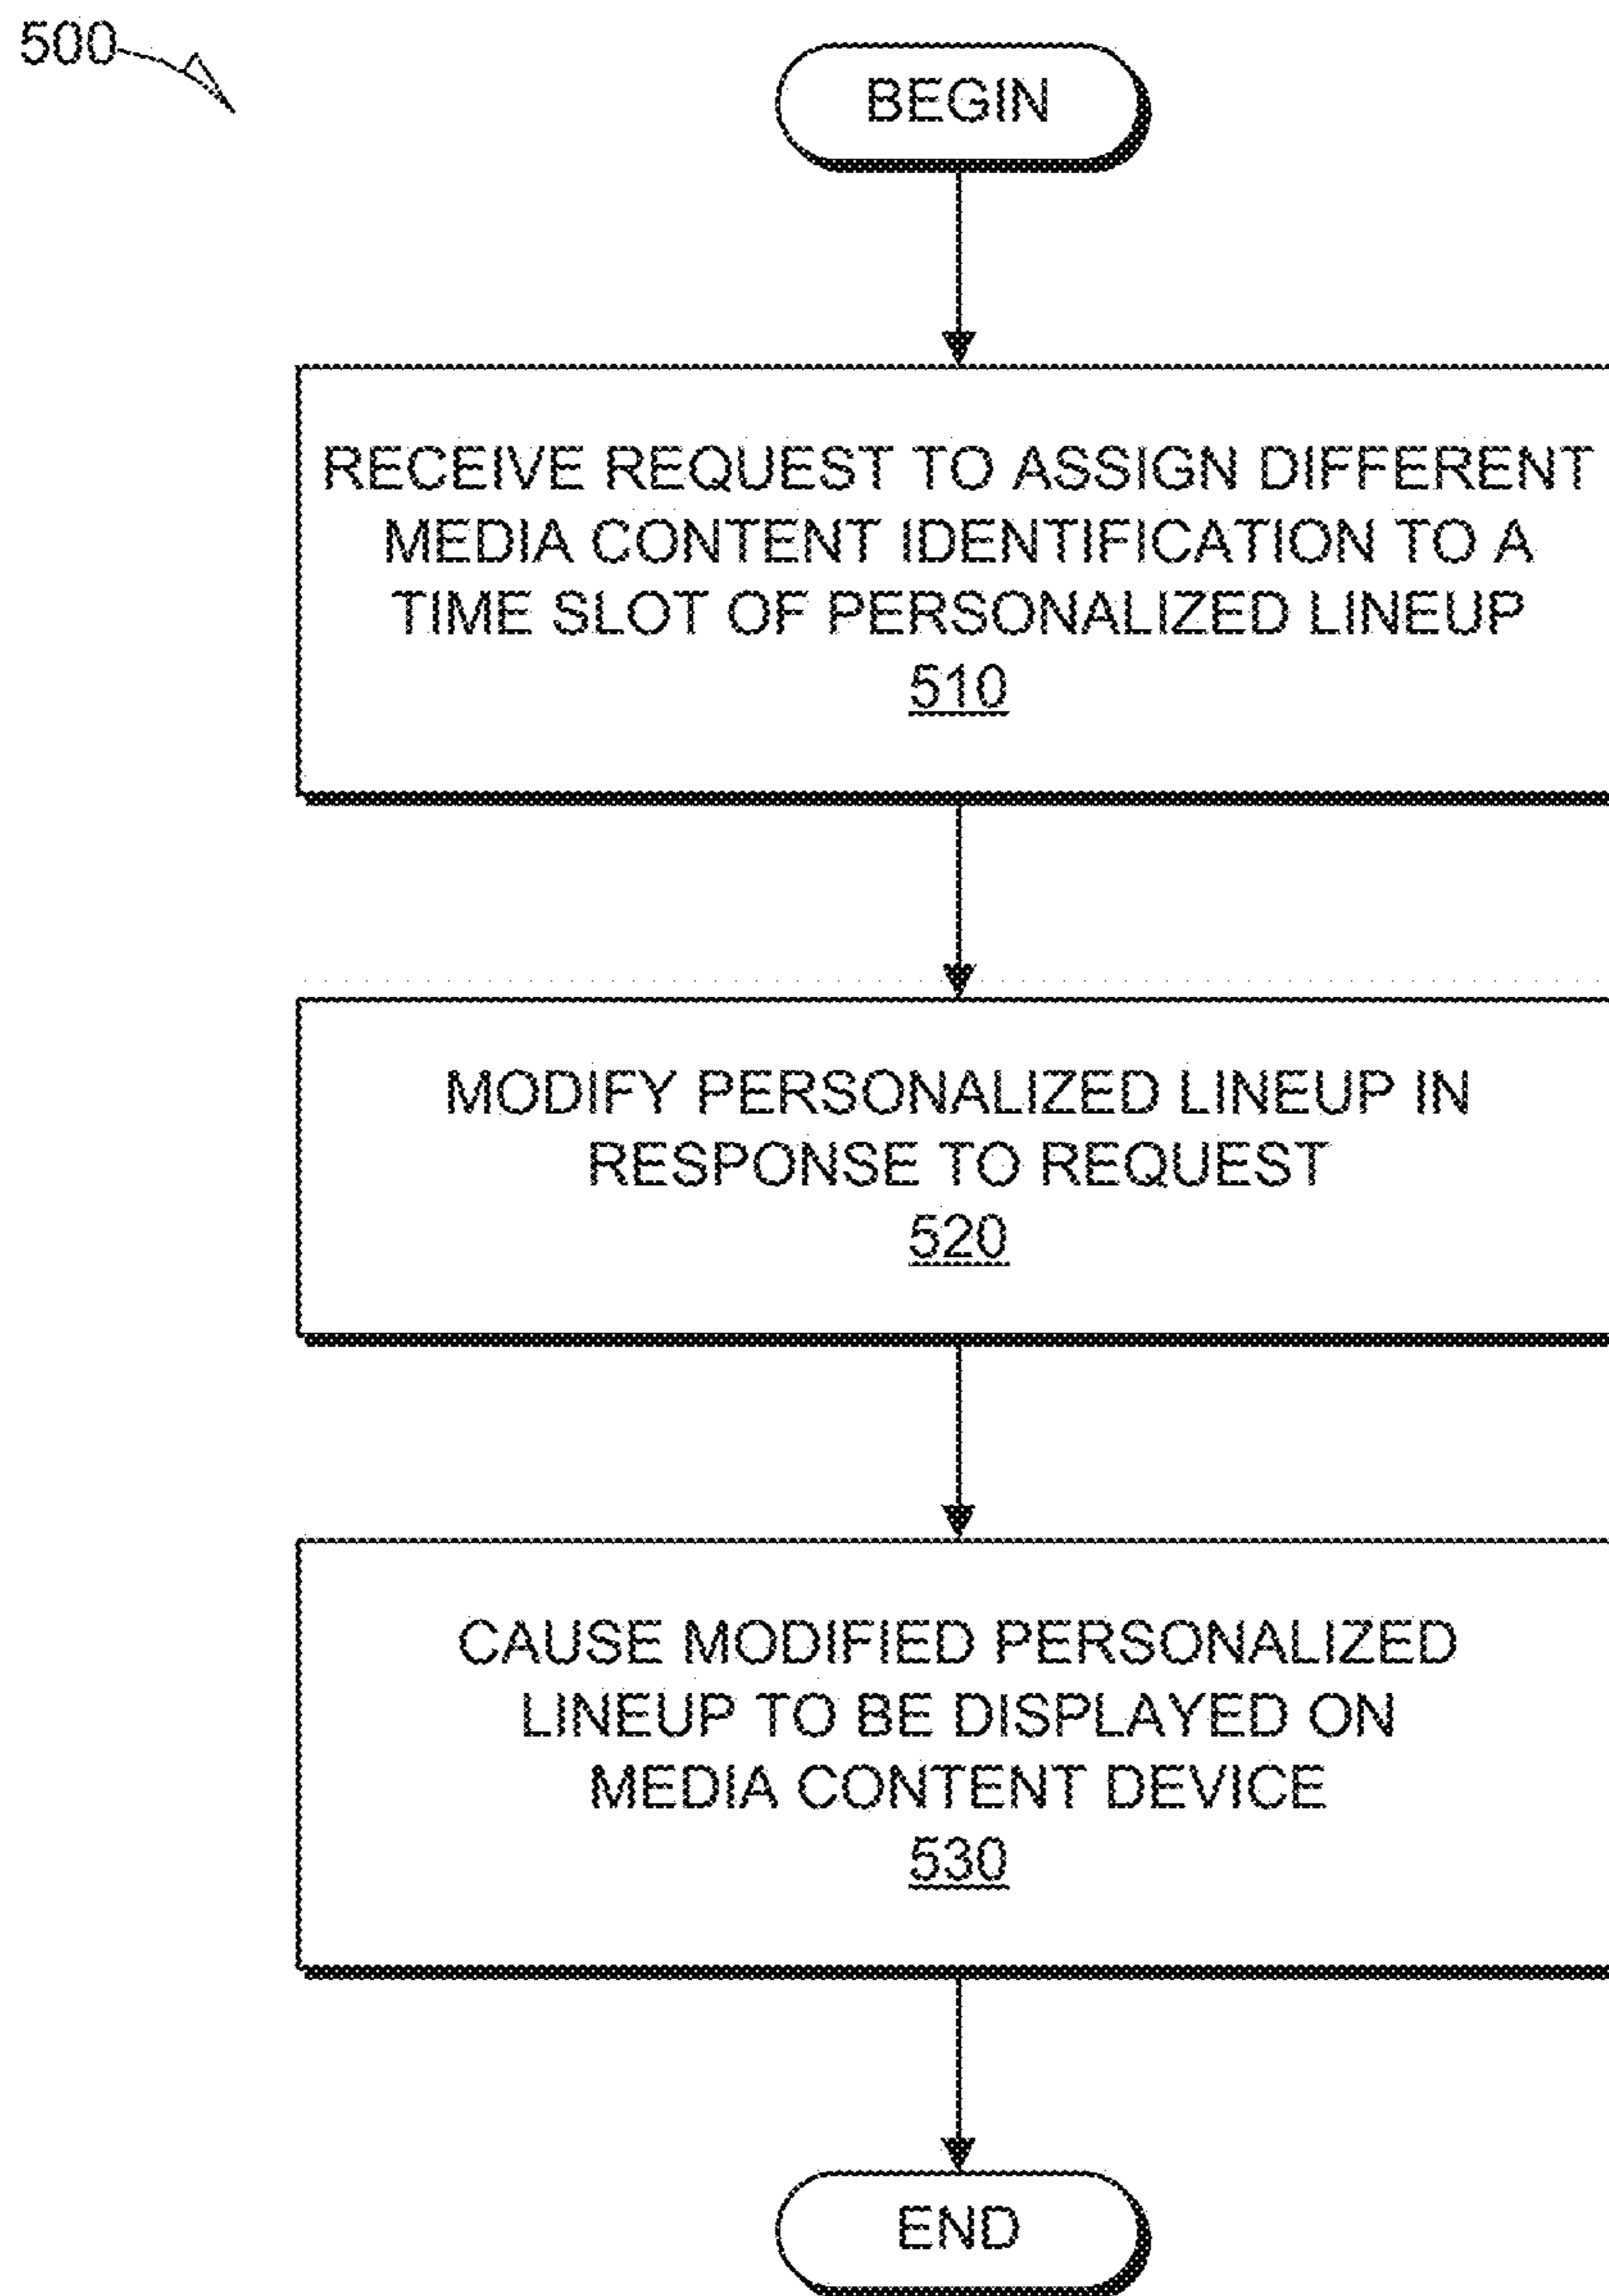 500
BEGIN
RECEIVE REQUEST TO ASSIGN DIFFERENT
MEDIA CONTENT IDENTIFICATION TO A
TIME SLOT OF PERSONALIZED LINEUP
510
MODIFY PERSONALIZED LINEUP IN
RESPONSE TO REQUEST
520
CAUSE MODIFIED PERSONALIZED
LINEUP TO BE DISPLAYED ON
MEDIA CONTENT DEVICE
530
END